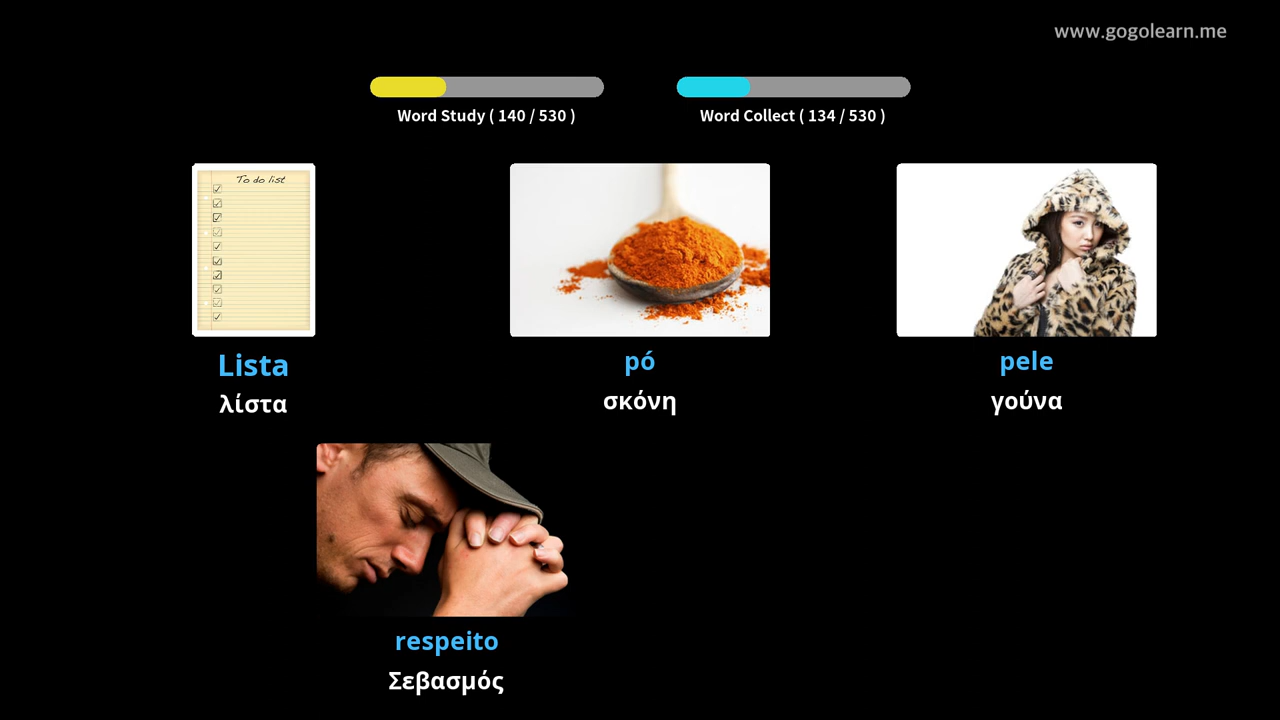 www.gogolearn.me
Word Study ( 140 / 530 )
Word Collect ( 134 / 530 )
To do list
Lista
λίστα
pó
σκόνη
pele
γούνα
respeito
Σεβασμός